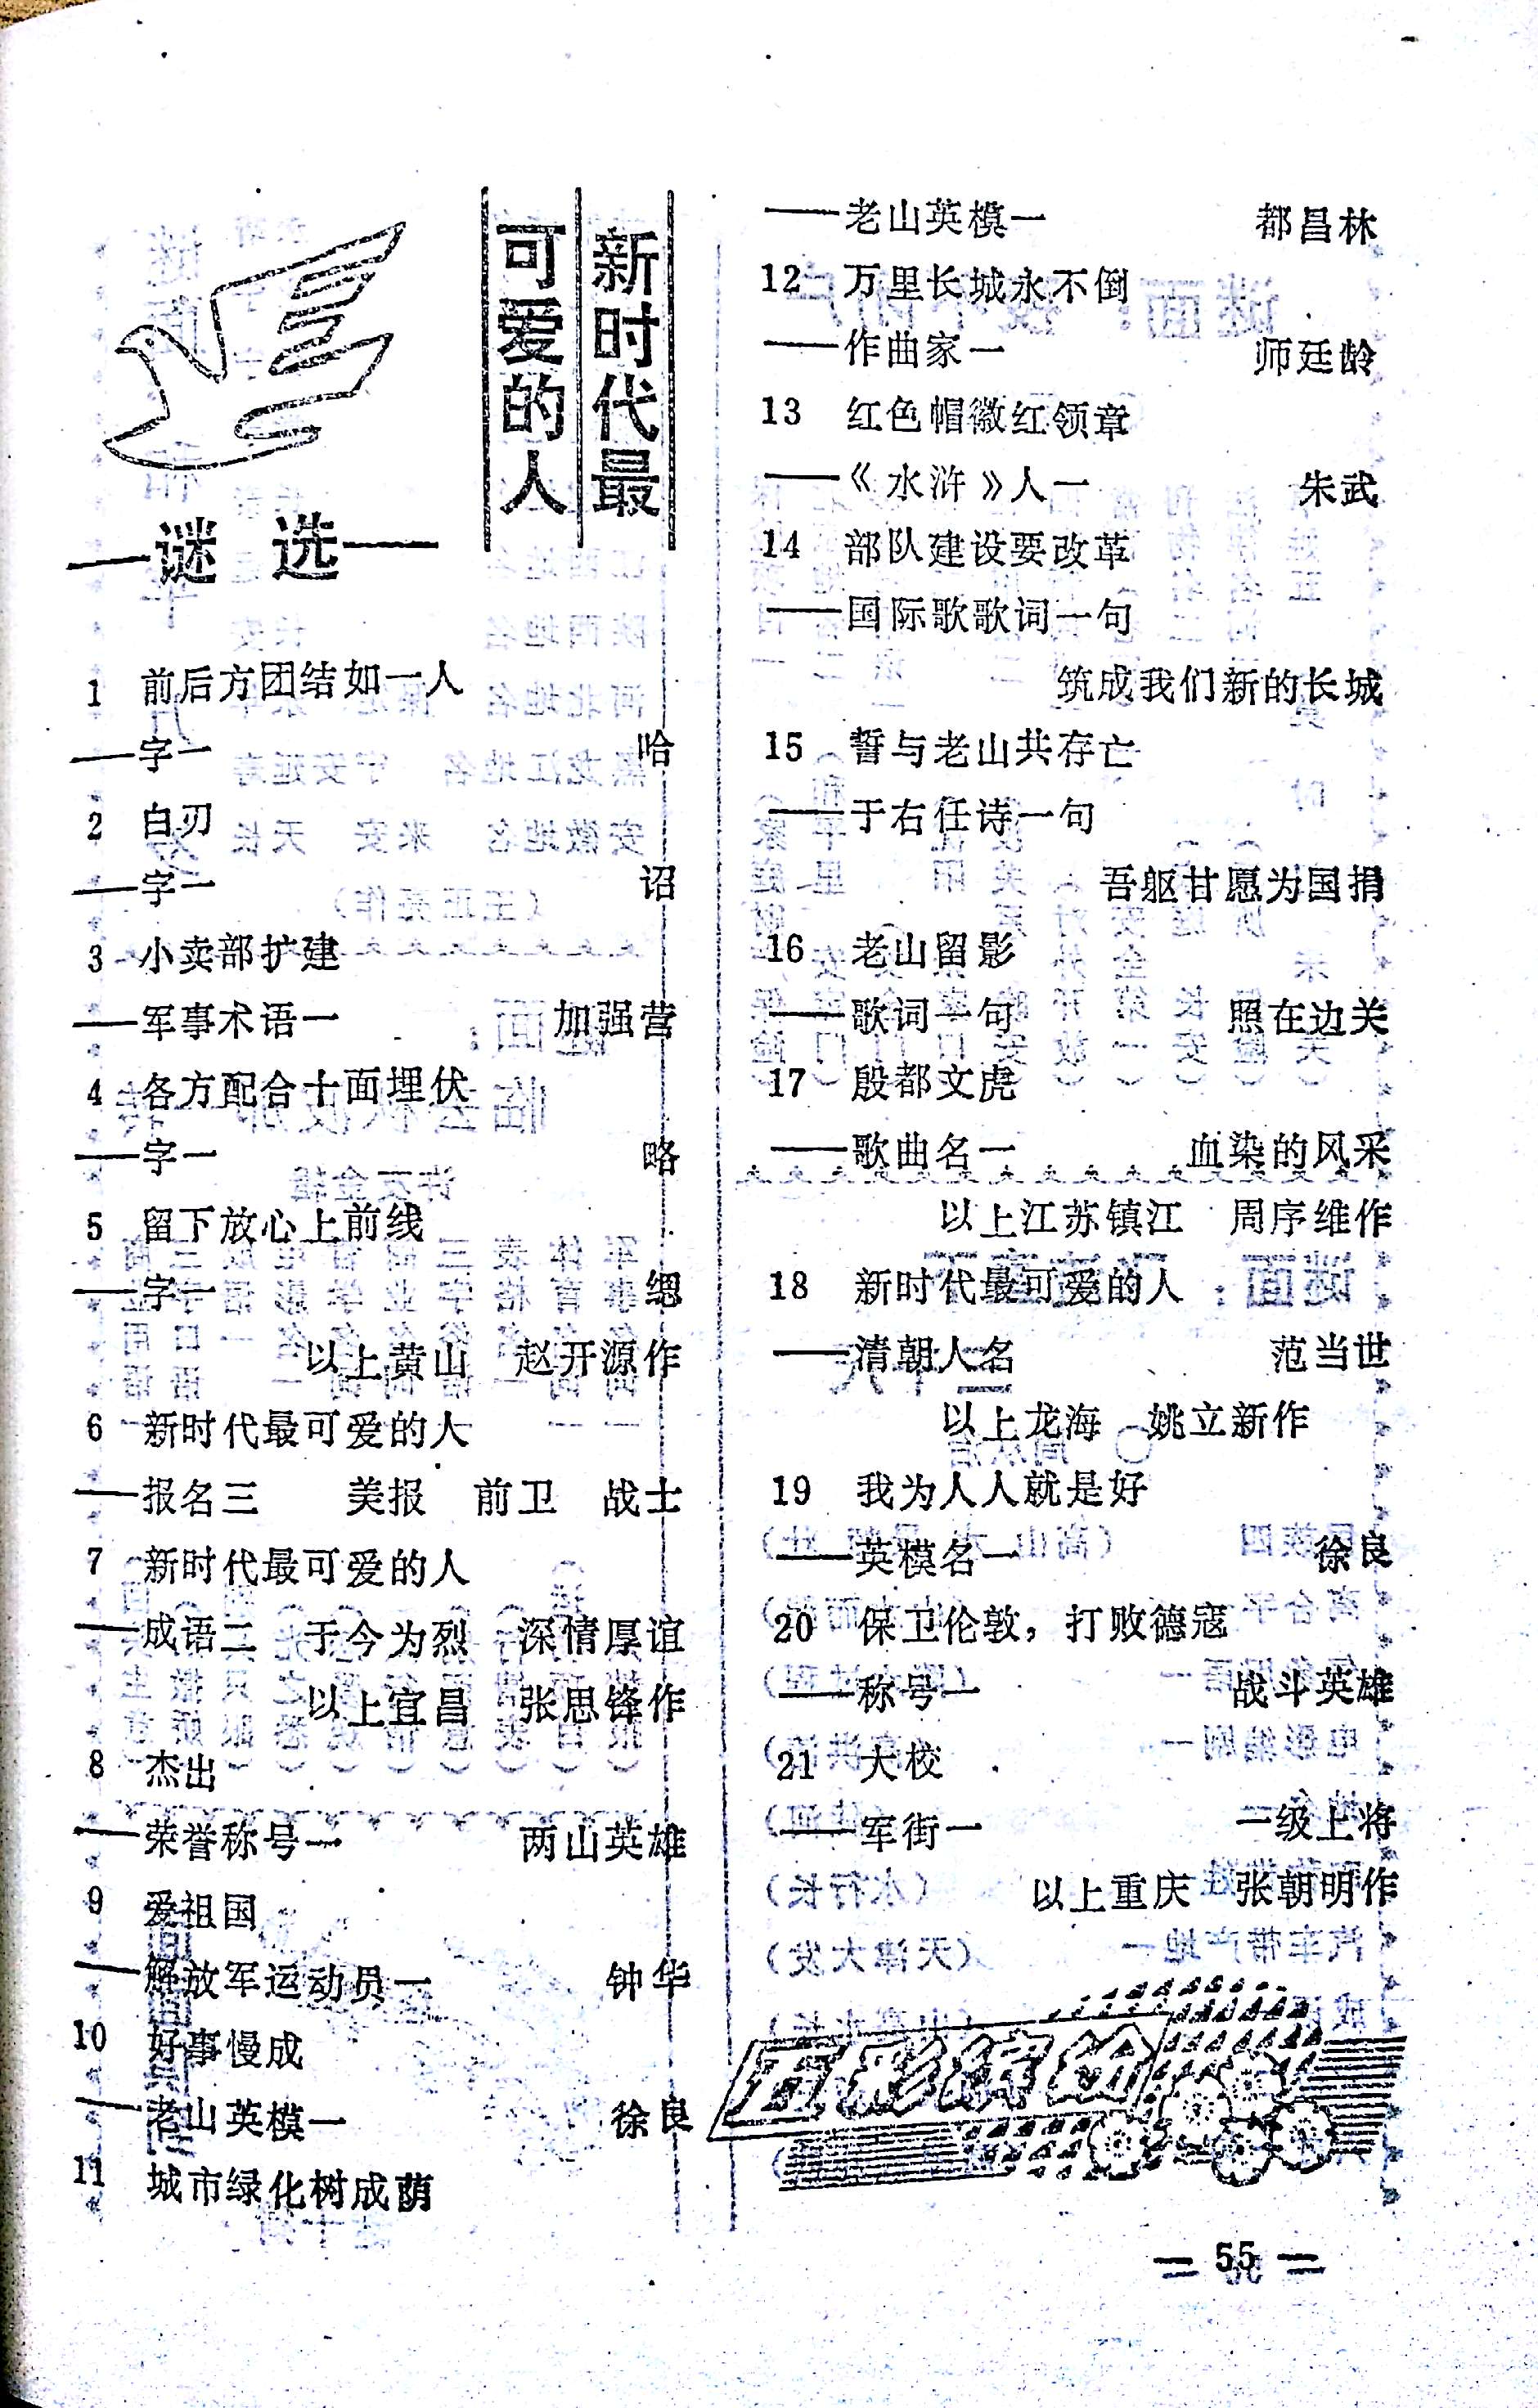 新时代最
可爱的人
——谜 选——
1 前后方团结如一人
——字一 哈
2 白刃
——字一 诏
3 小卖部扩建
——军事术语一 加强营
4 各方配合十面埋伏
——字一 略
5 留下放心上前线
——字一 缌
以上黄山 赵开源作
6 新时代最可爱的人
——报名三 美报 前卫 战士
7 新时代最可爱的人
——成语二 于今为烈 深情厚谊
以上宜昌 张思锋作
8 杰出
——荣誉称号一 两山英雄
9 爱祖国
——解放军运动员一 钟华
10 好事慢成
——老山英模一 徐良
11 城市绿化树成荫
——老山英模一 都昌林
12 万里长城永不倒
——作曲家一 师廷龄
13 红色帽徽红领章
——《水浒》人一 朱武
14 部队建设要改革
——国际歌歌词一句
筑成我们新的长城
15 誓与老山共存亡
——于右任诗一句
吾躯甘愿为国捐
16 老山留影
——歌词一句 照在边关
17 殷都文虎
——歌曲名一 血染的风采
以上江苏镇江 周序维作
18 新时代最可爱的人
——清朝人名 范当世
以上龙海 姚立新作
19 我为人人就是好
——英模名一 徐良
20 保卫伦敦，打败德寇
——称号一 战斗英雄
21 大校
——军街一 一级上将
以上重庆 张朝明作
五彩缤纷
— 55 —